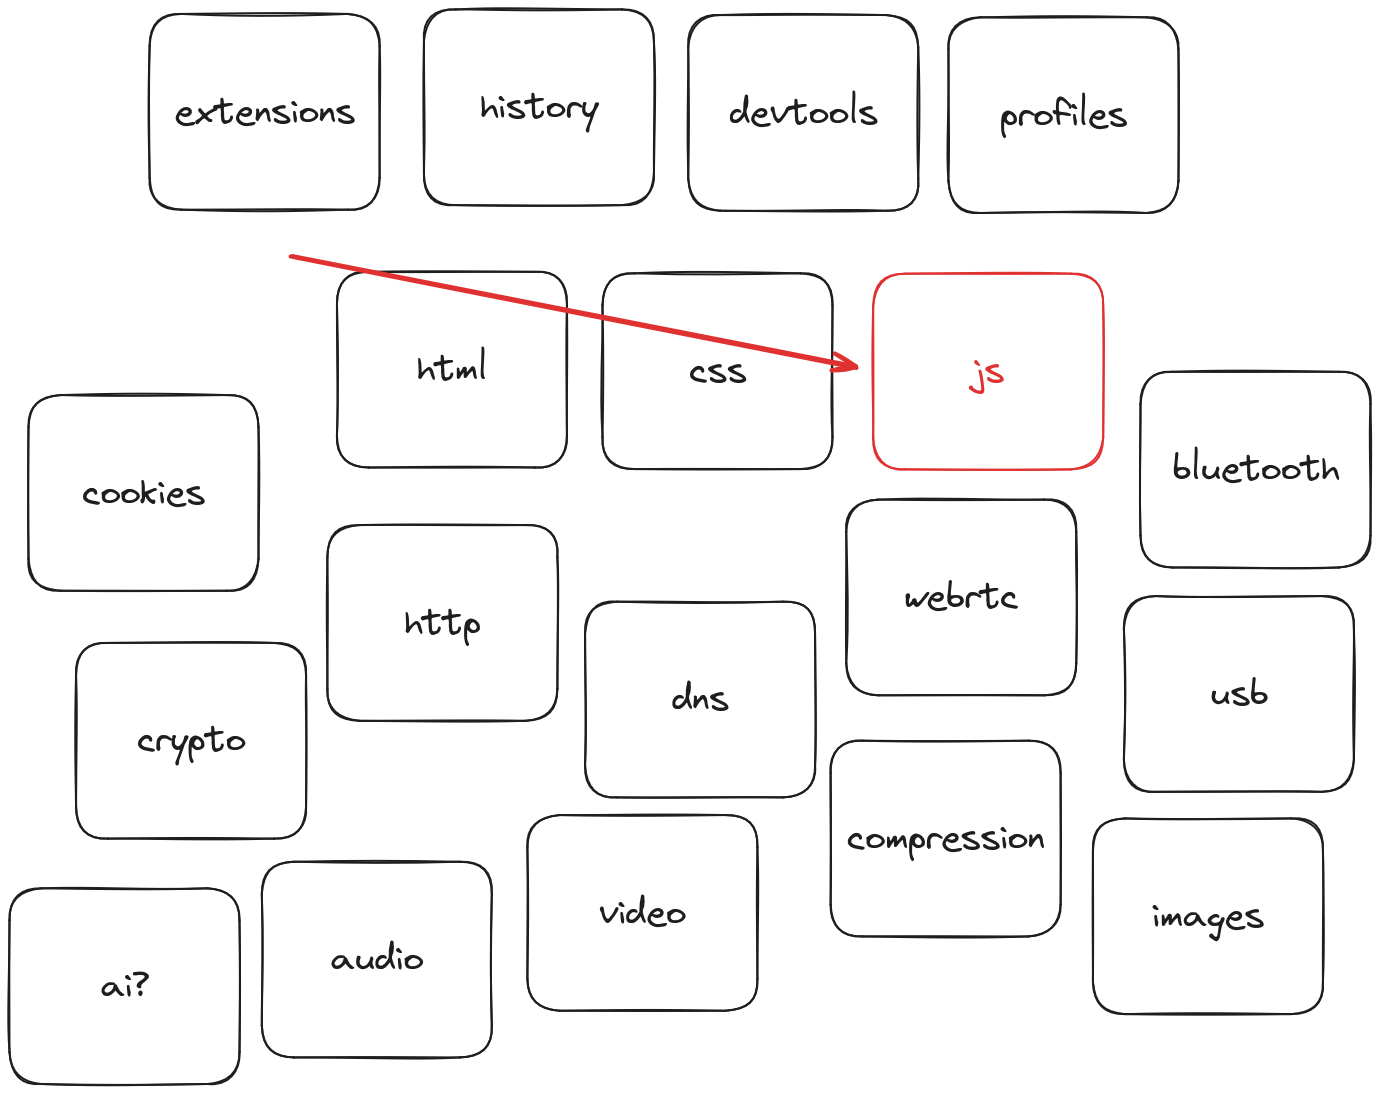 extensions
history
devtools
profiles
html
css
js
cookies
bluetooth
http
webrtc
dns
usb
crypto
compression
video
images
audio
ai?